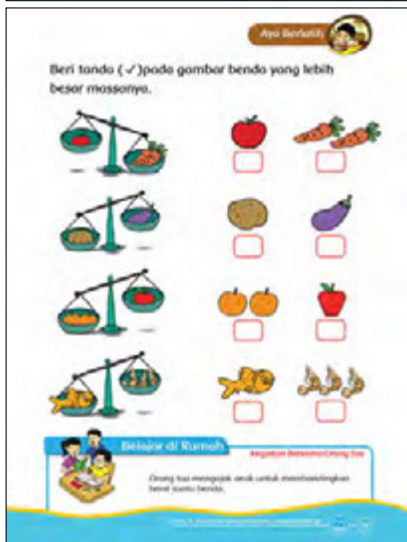 Ayo Berlatih
Beri tanda (✓)pada gambar benda yang lebih
besar massanya.
Belajar di Rumah
Kegiatan Bersama Orang Tua
Orang tua mengajak anak untuk membandingkan
berat suatu benda.